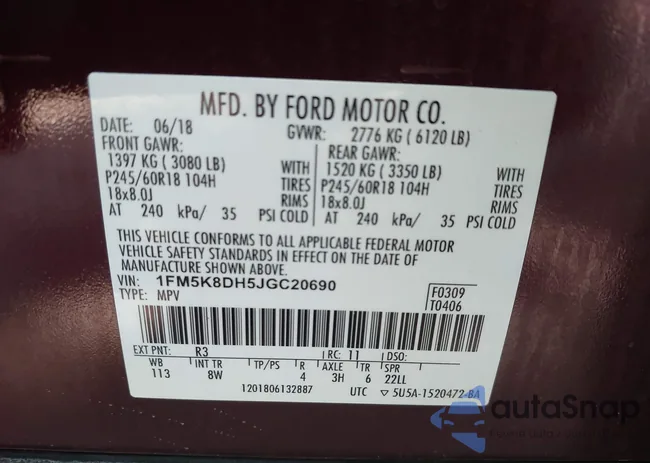 MFD. BY FORD MOTOR CO.
DATE: 06/18 GVWR: 2776 KG ( 6120 LB)
FRONT GAWR: REAR GAWR:
1397 KG ( 3080 LB) WITH 1520 KG ( 3350 LB) WITH
P245/60R18 104H TIRES P245/60R18 104H TIRES
18x8.0J RIMS 18x8.0J RIMS
AT 240 kPa/ 35 PSI COLD AT 240 kPa/ 35 PSI COLD
THIS VEHICLE CONFORMS TO ALL APPLICABLE FEDERAL MOTOR
VEHICLE SAFETY STANDARDS IN EFFECT ON THE DATE OF
MANUFACTURE SHOWN ABOVE.
VIN: 1FM5K8DH5JGC20690 F0309
TYPE: MPV T0406
EXT PNT: R3 RC: 11 DSO:
WB INT TR TP/PS R AXLE TR SPR
113 8W 4 3H 6 22LL
1201806132887 UTC ▽ 5U5A-1520472-BA
autoSnap